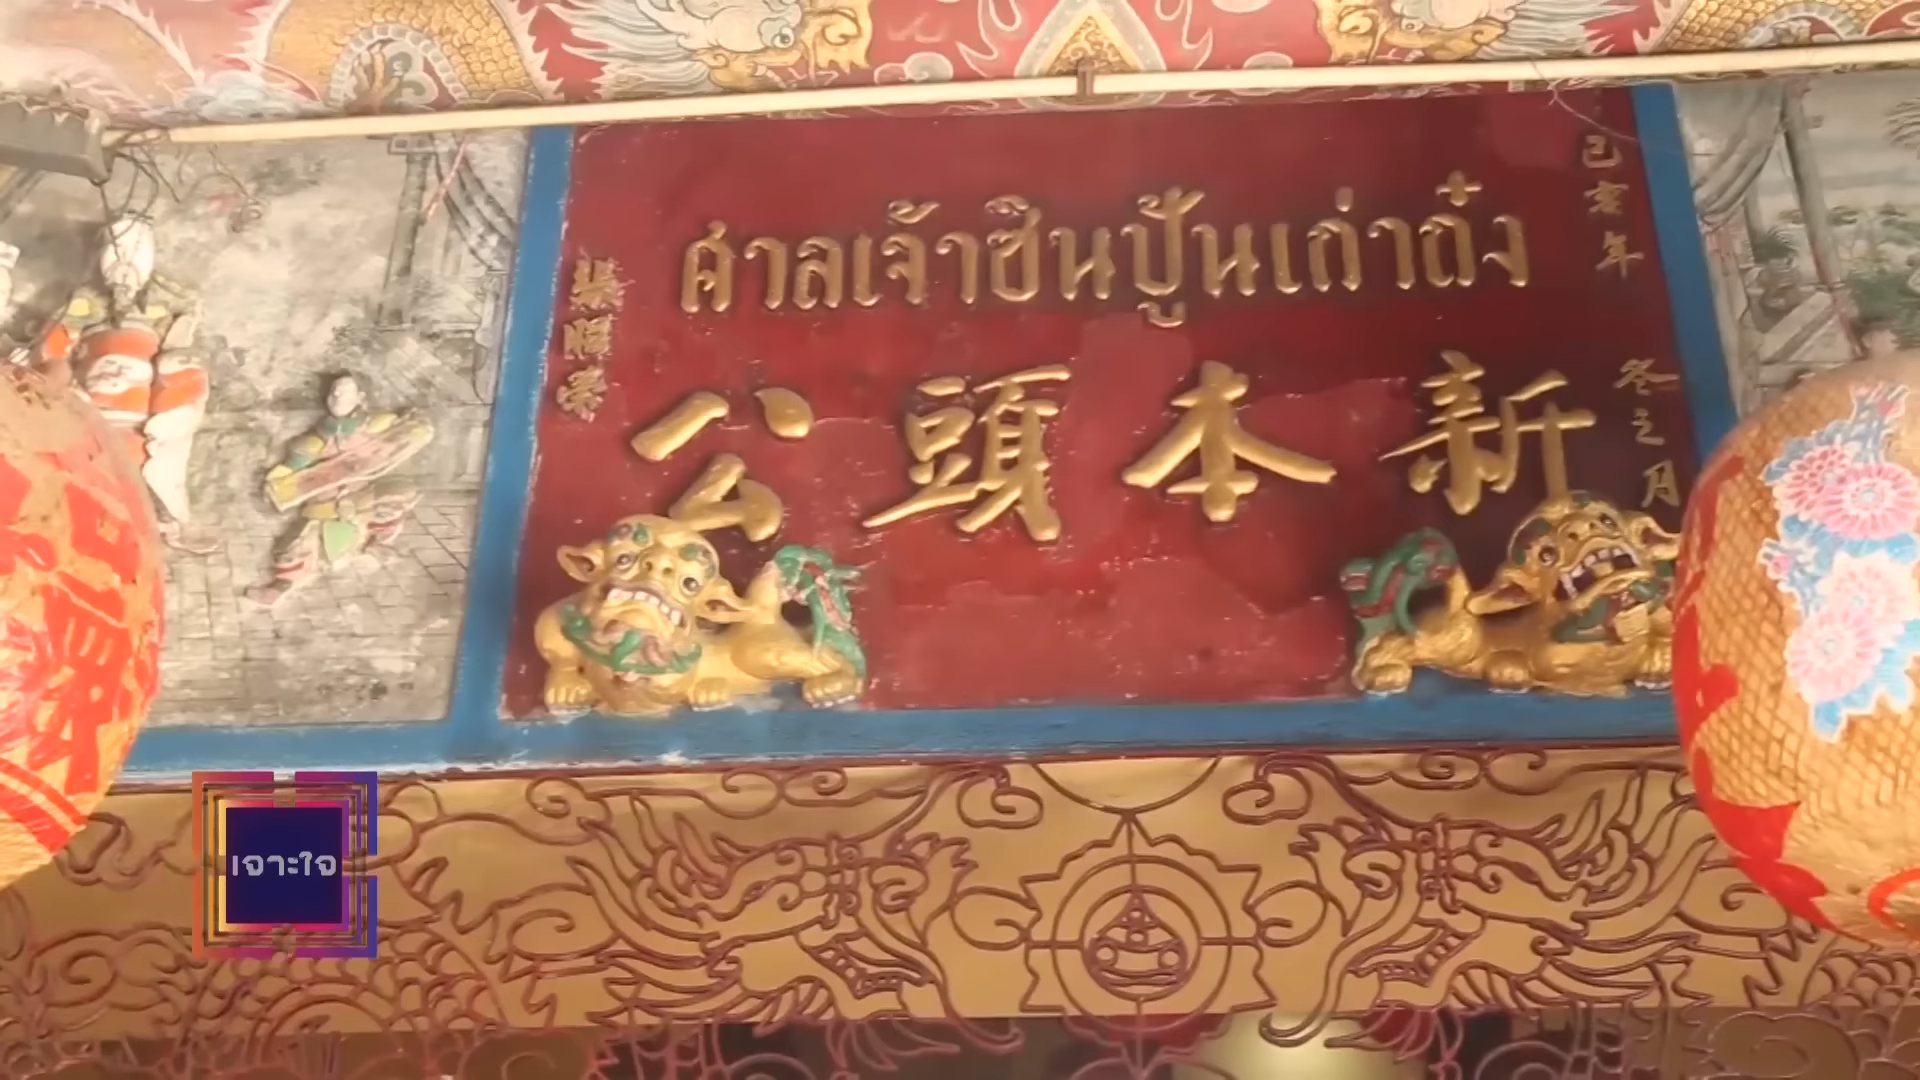 ศาลเจ้าซินปุ้นเถ่ากง
新本頭公
己亥年
冬之月
เจาะใจ